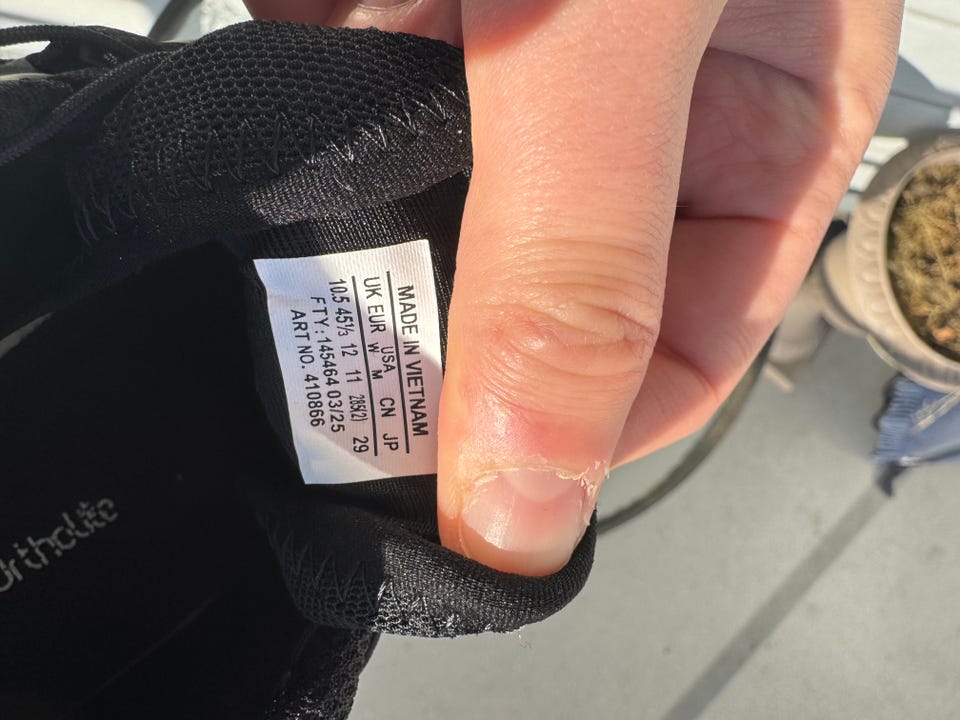 MADE IN VIETNAM
USA
UK EUR W M CN JP
10.5 45⅓ 12 11 285(2) 29
FTY:145464 03/25
ART NO. 410866
Ortholite